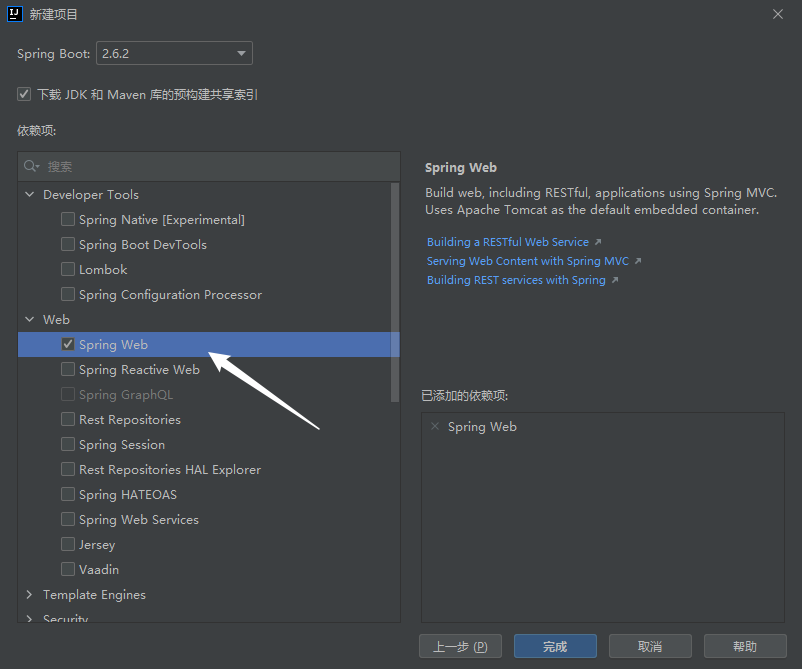 新建项目
Spring Boot: 2.6.2
下载 JDK 和 Maven 库的预构建共享索引
依赖项:
搜索
Developer Tools
Spring Native [Experimental]
Spring Boot DevTools
Lombok
Spring Configuration Processor
Web
Spring Web
Spring Reactive Web
Spring GraphQL
Rest Repositories
Spring Session
Rest Repositories HAL Explorer
Spring HATEOAS
Spring Web Services
Jersey
Vaadin
Template Engines
Security
Spring Web
Build web, including RESTful, applications using Spring MVC.
Uses Apache Tomcat as the default embedded container.
Building a RESTful Web Service
Serving Web Content with Spring MVC
Building REST services with Spring
已添加的依赖项:
Spring Web
上一步 (P) 完成 取消 帮助